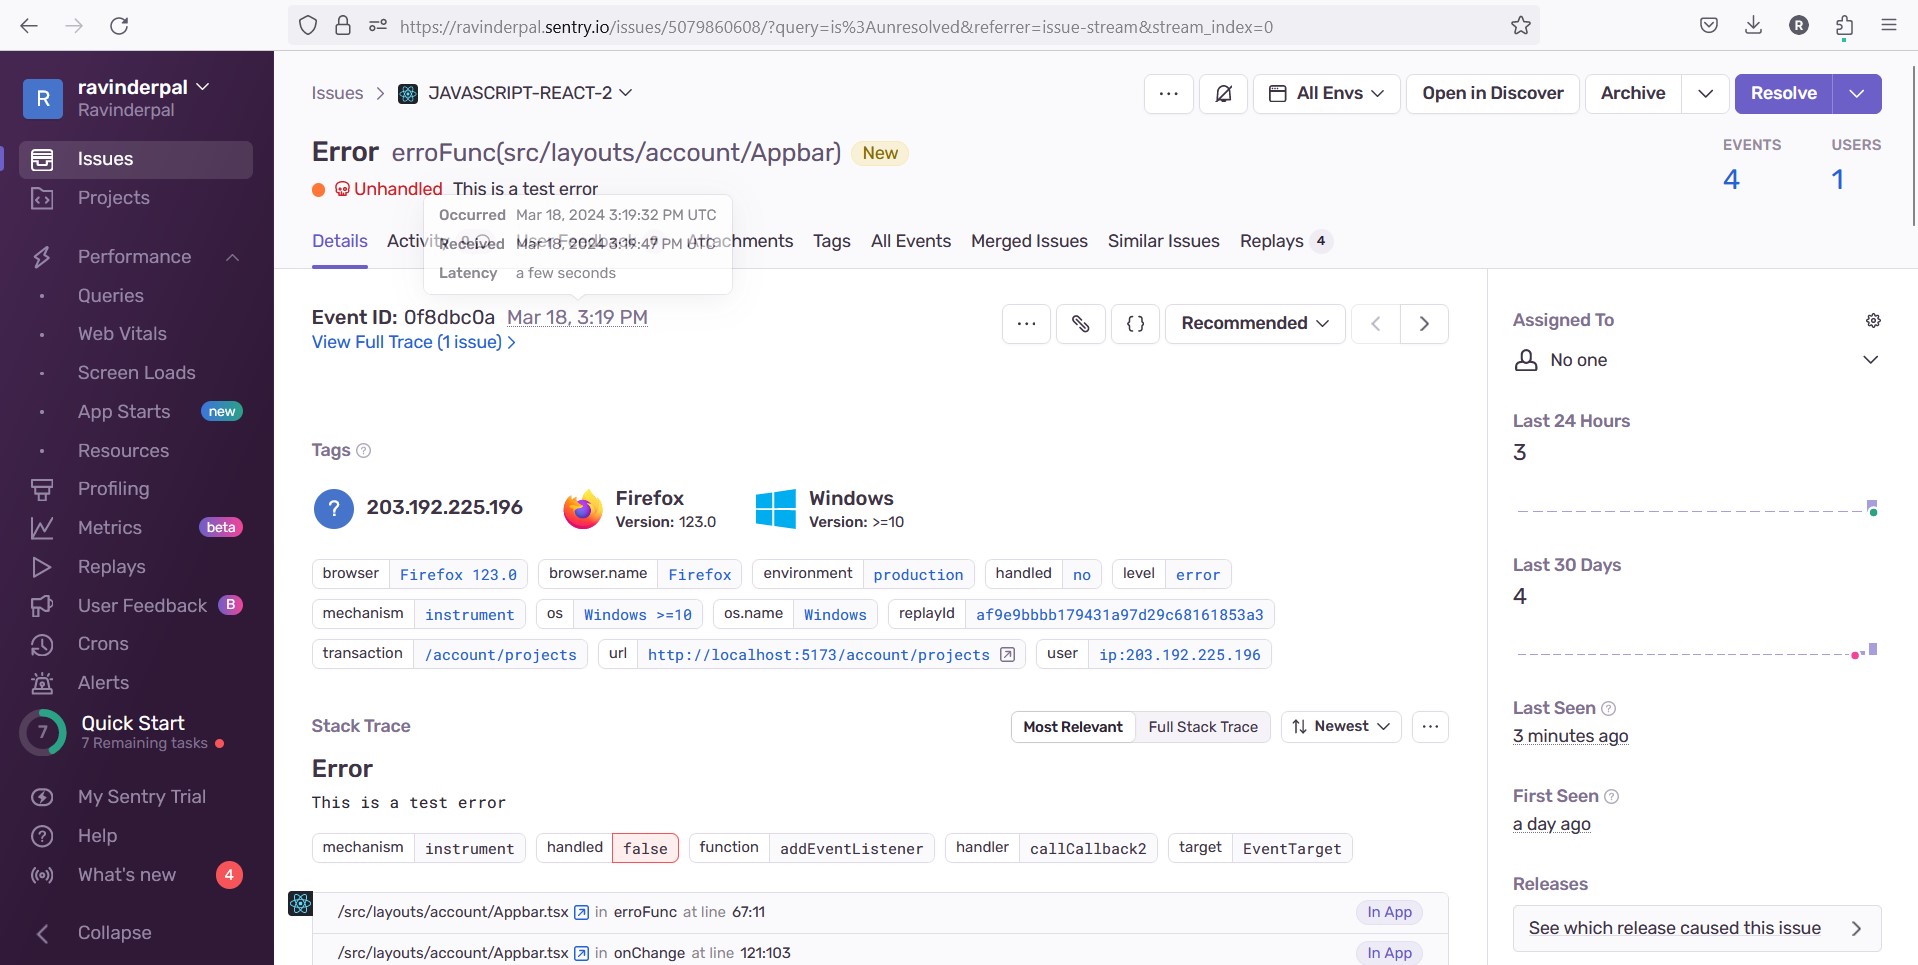 https://ravinderpal.sentry.io/issues/5079860608/?query=is%3Aunresolved&referrer=issue-stream&stream_index=0
R
R
ravinderpal
Ravinderpal
Issues
Projects
Performance
Queries
Web Vitals
Screen Loads
App Starts new
Resources
Profiling
Metrics beta
Replays
User Feedback B
Crons
Alerts
7
Quick Start
7 Remaining tasks
My Sentry Trial
Help
What's new 4
Collapse
Issues > JAVASCRIPT-REACT-2
All Envs Open in Discover Archive Resolve
Error erroFunc(src/layouts/account/Appbar) New
EVENTS USERS
4 1
Unhandled This is a test error
Occurred Mar 18, 2024 3:19:32 PM UTC
Received Mar 18, 2024 3:19:47 PM UTC
Latency a few seconds
Details Activity 0 User Feedback Attachments Tags All Events Merged Issues Similar Issues Replays 4
Event ID: 0f8dbc0a Mar 18, 3:19 PM
View Full Trace (1 issue) >
{} Recommended
Tags ?
? 203.192.225.196
Firefox
Version: 123.0
Windows
Version: >=10
browser Firefox 123.0 browser.name Firefox environment production handled no level error
mechanism instrument os Windows >=10 os.name Windows replayId af9e9bbbb179431a97d29c68161853a3
transaction /account/projects url http://localhost:5173/account/projects user ip:203.192.225.196
Stack Trace
Most Relevant Full Stack Trace Newest
Error
This is a test error
mechanism instrument handled false function addEventListener handler callCallback2 target EventTarget
/src/layouts/account/Appbar.tsx in erroFunc at line 67:11 In App
/src/layouts/account/Appbar.tsx in onChange at line 121:103 In App
Assigned To
No one
Last 24 Hours
3
Last 30 Days
4
Last Seen ?
3 minutes ago
First Seen ?
a day ago
Releases
See which release caused this issue